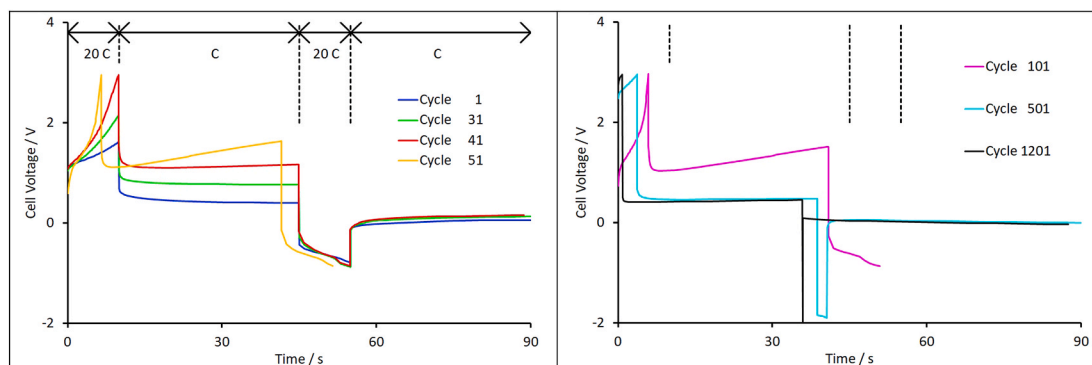 4
20 C
C
20 C
C
Cycle 1
Cycle 31
Cycle 41
Cycle 51
2
0
-2
Cell Voltage / V
0
30
60
90
Time / s
4
Cycle 101
Cycle 501
Cycle 1201
2
0
-2
Cell Voltage / V
0
30
60
90
Time / s